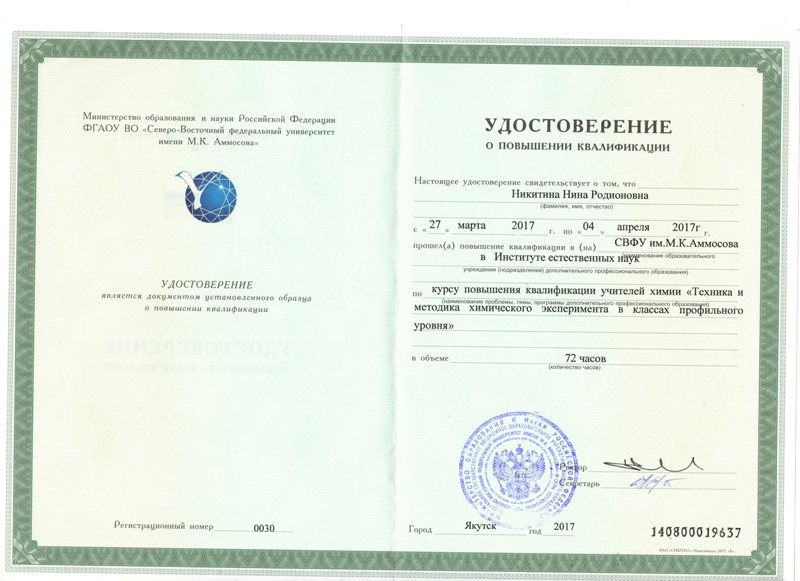 Министерство образования и науки Российской Федерации
ФГАОУ ВО «Северо-Восточный федеральный университет
имени М.К. Аммосова»
УДОСТОВЕРЕНИЕ
является документом установленного образца
о повышении квалификации
Регистрационный номер 0030
УДОСТОВЕРЕНИЕ
О ПОВЫШЕНИИ КВАЛИФИКАЦИИ
Настоящее удостоверение свидетельствует о том, что
Никитина Нина Родионовна
(фамилия, имя, отчество)
с «27» марта 2017 г. по «04» апреля 2017г г.
прошел(а) повышение квалификации в (на) СВФУ им.М.К.Аммосова
(наименование образовательного
в Институте естественных наук
учреждения (подразделения) дополнительного профессионального образования)
по курсу повышения квалификации учителей химии «Техника и
(наименование проблемы, темы, программы дополнительного профессионального образования)
методика химического эксперимента в классах профильного
уровня»
в объеме 72 часов
(количество часов)
Ректор
Секретарь
Город Якутск год 2017
140800019637